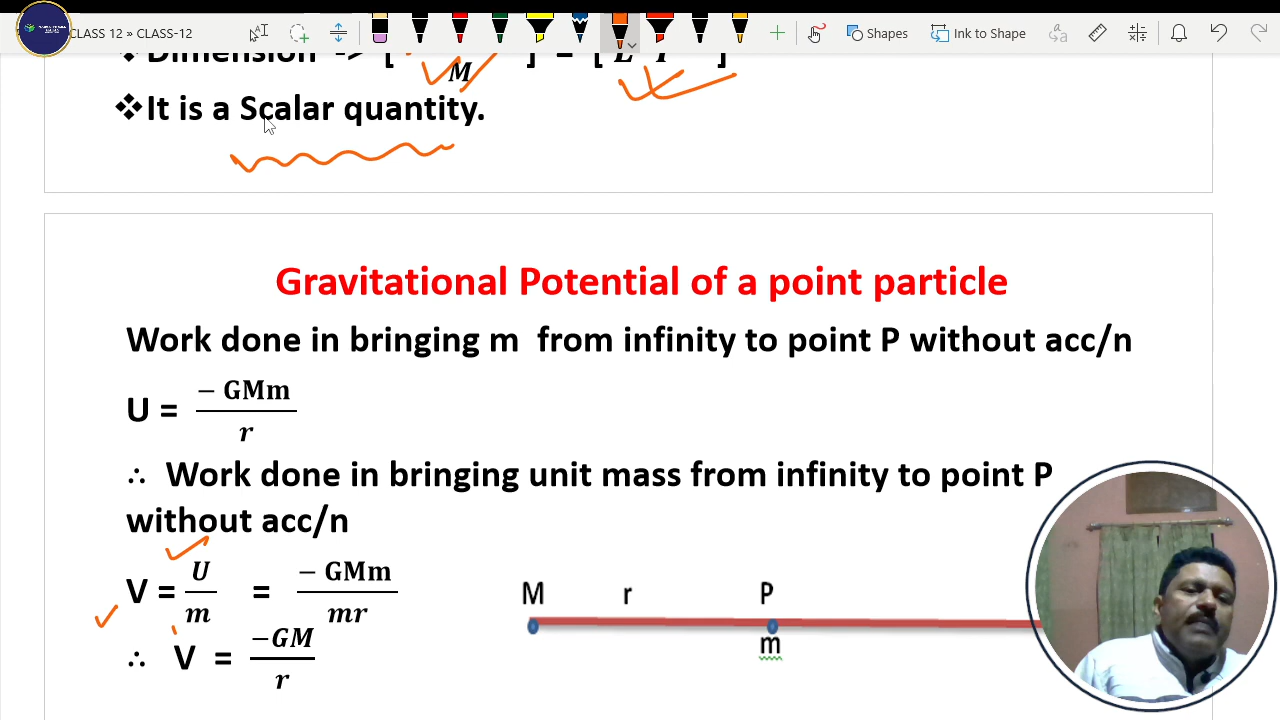 CLASS 12 » CLASS-12
Shapes
Ink to Shape
❖Dimension -> [ M ] = [ L T ]
❖It is a Scalar quantity.
Gravitational Potential of a point particle
Work done in bringing m from infinity to point P without acc/n
U = − GMm / r
∴ Work done in bringing unit mass from infinity to point P
without acc/n
V = U / m = − GMm / mr
∴ V = −GM / r
M r P
m